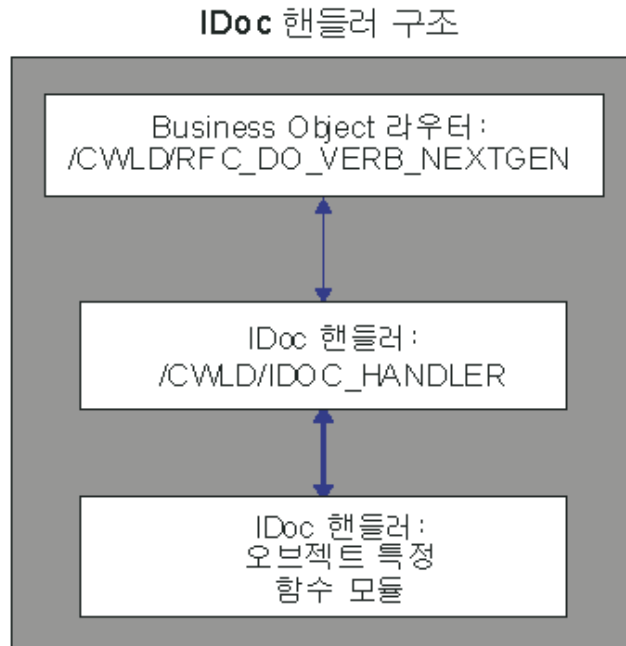 IDoc 핸들러 구조
Business Object 라우터:
/CWLD/RFC_DO_VERB_NEXTGEN
IDoc 핸들러:
/CWLD/IDOC_HANDLER
IDoc 핸들러:
오브젝트 특정
함수 모듈